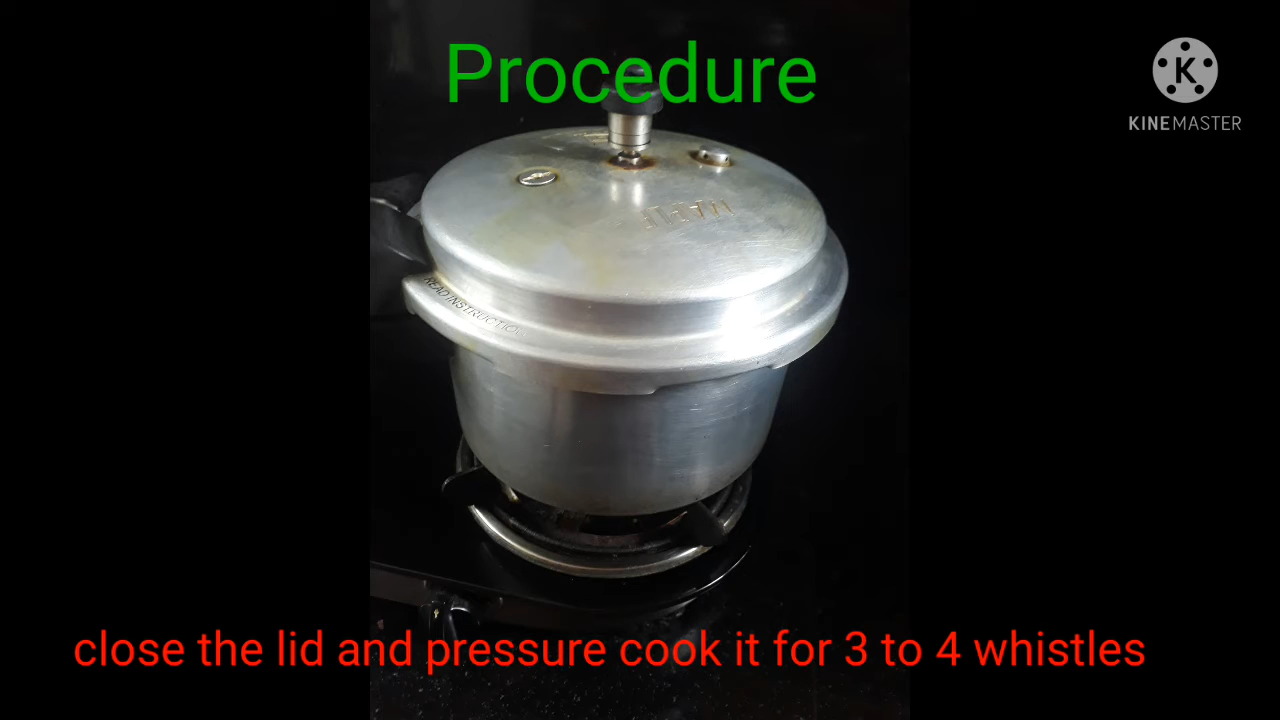 Procedure
K
KINEMASTER
READ INSTRUCTION
close the lid and pressure cook it for 3 to 4 whistles